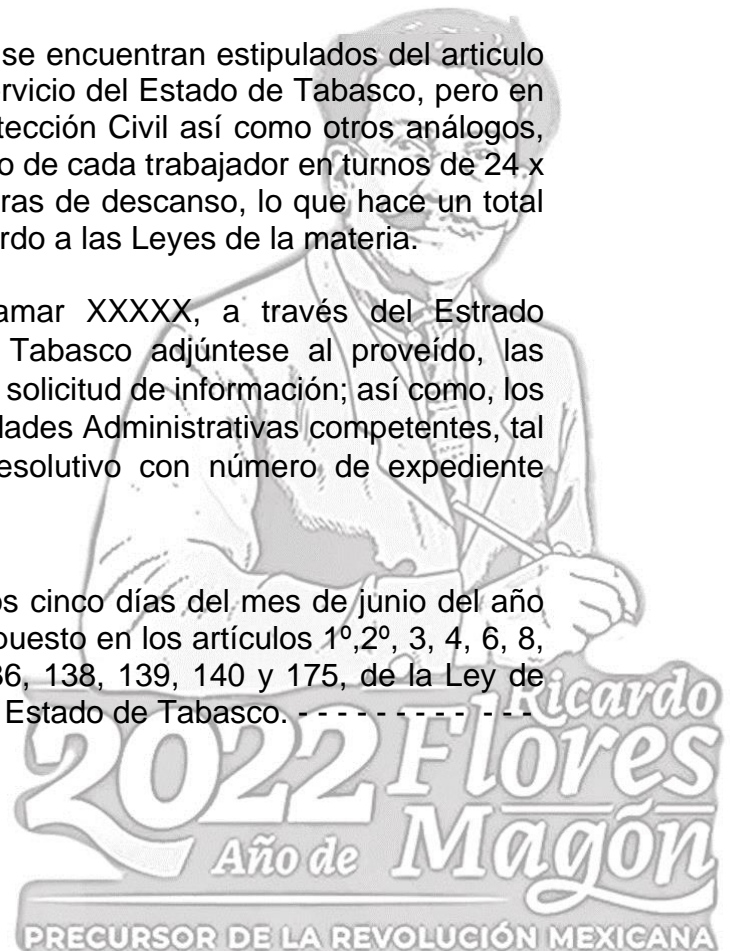 se encuentran estipulados del articulo
ervicio del Estado de Tabasco, pero en
tección Civil así como otros análogos,
o de cada trabajador en turnos de 24 x
ras de descanso, lo que hace un total
rdo a las Leyes de la materia.
amar XXXXX, a través del Estrado
Tabasco adjúntese al proveído, las
solicitud de información; así como, los
dades Administrativas competentes, tal
esolutivo con número de expediente
os cinco días del mes de junio del año
puesto en los artículos 1º,2º, 3, 4, 6, 8,
36, 138, 139, 140 y 175, de la Ley de
Estado de Tabasco. - - - - - - - - - - - -
2022 Ricardo
Flores
Año de Magón
PRECURSOR DE LA REVOLUCIÓN MEXICANA